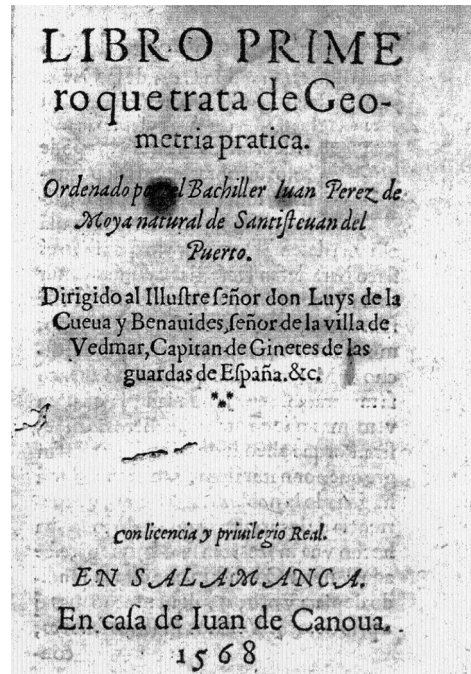 LIBRO PRIME
ro que trata de Geo-
metria pratica.
Ordenado por el Bachiller Iuan Perez de
Moya natural de Santiſteuan del
Puerto.
Dirigido al Illuſtre ſeñor don Luys de la
Cueua y Benauides, ſeñor de la villa de
Vedmar, Capitan de Ginetes de las
guardas de Eſpaña. &c.
con licencia y priuilegio Real.
EN SALAMANCA.
En caſa de Iuan de Canoua.
1568